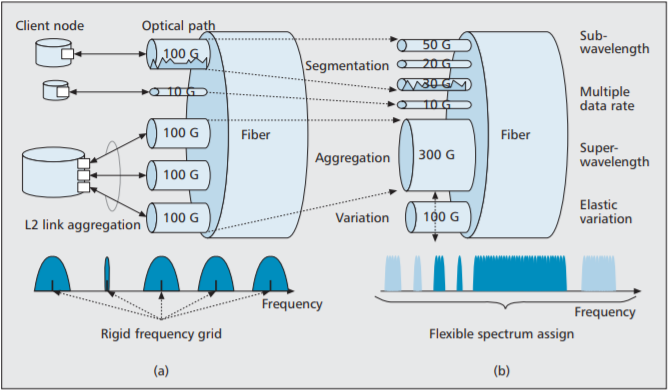 Client node
Optical path
100 G
10 G
100 G
100 G
100 G
Fiber
L2 link aggregation
Frequency
Rigid frequency grid
(a)
Segmentation
Aggregation
Variation
50 G
20 G
30 G
10 G
300 G
100 G
Fiber
Sub-
wavelength
Multiple
data rate
Super-
wavelength
Elastic
variation
Frequency
Flexible spectrum assign
(b)